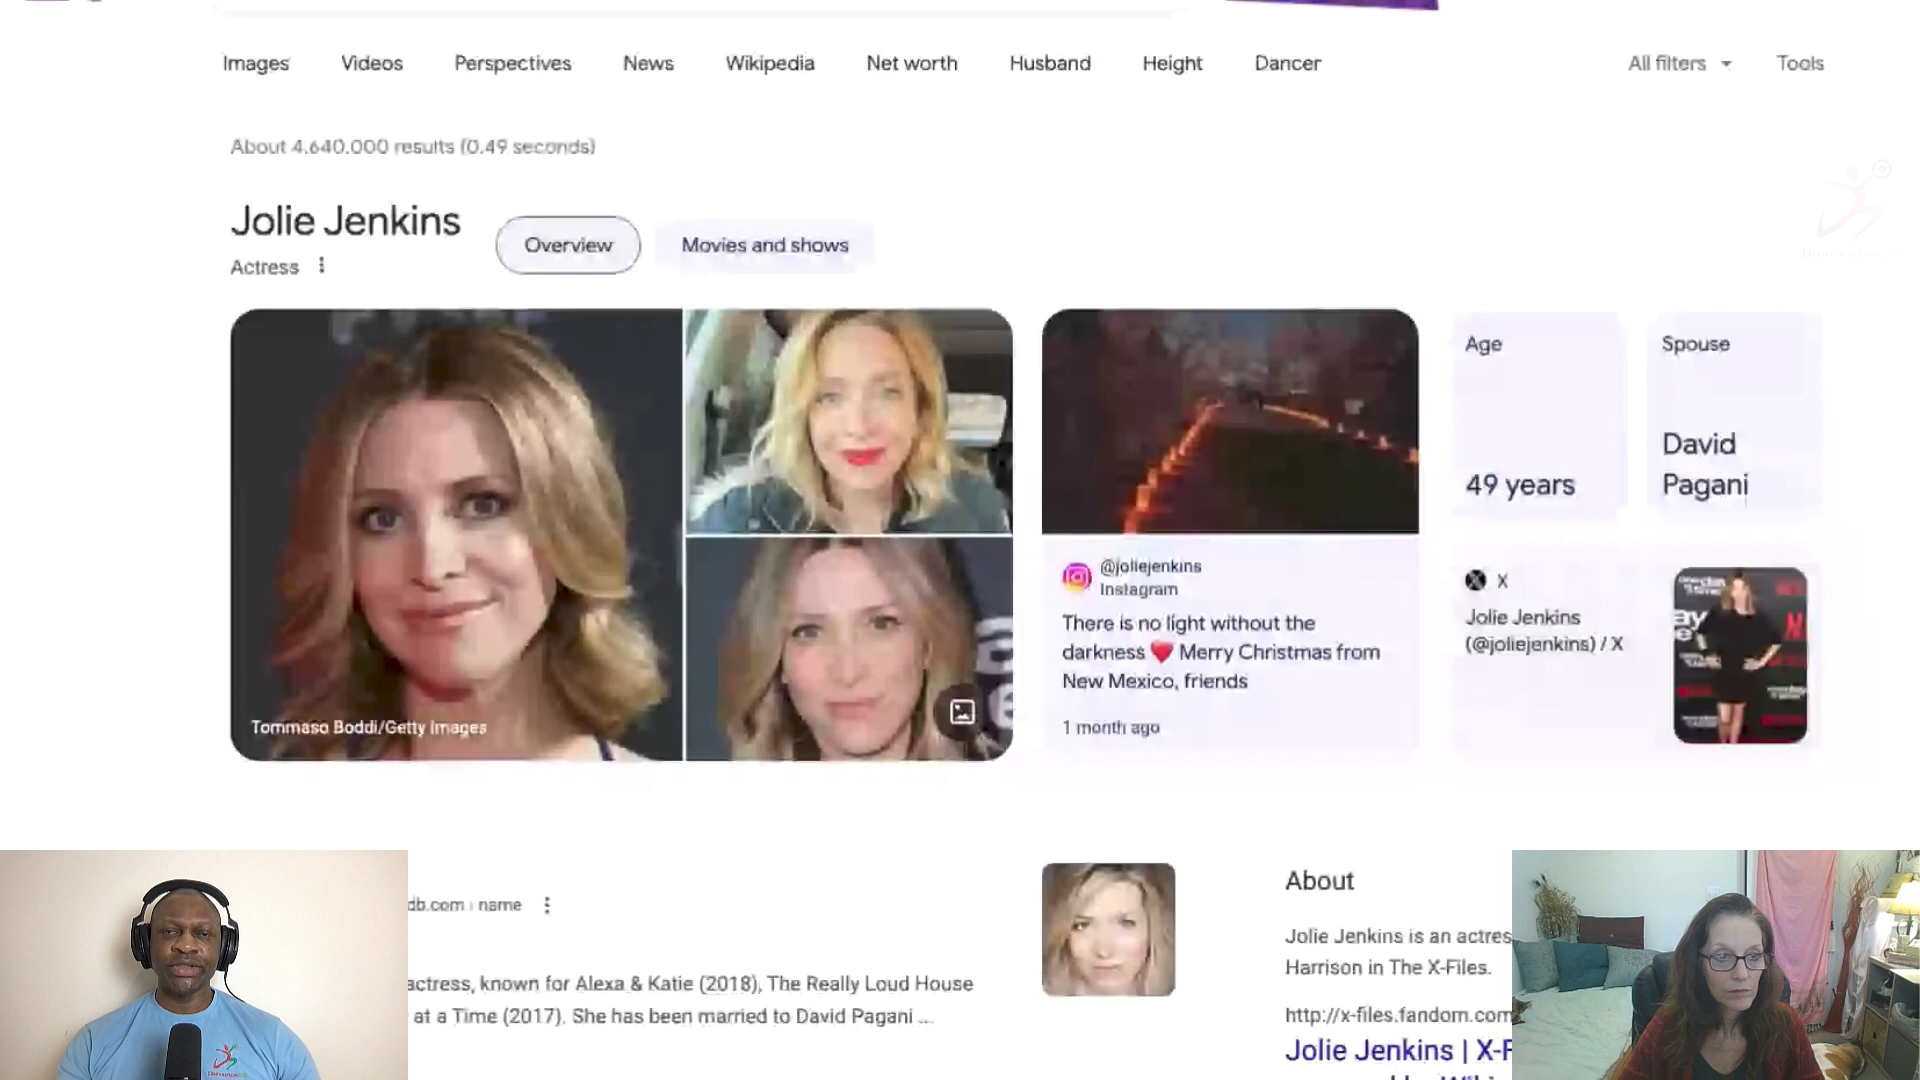 Images Videos Perspectives News Wikipedia Net worth Husband Height Dancer All filters Tools
About 4.640.000 results (0.49 seconds)
Jolie Jenkins
Actress
Overview
Movies and shows
Tommaso Boddi/Getty Images
@joliejenkins
Instagram
There is no light without the
darkness ❤️ Merry Christmas from
New Mexico, friends
1 month ago
Age
49 years
Spouse
David
Pagani
X
Jolie Jenkins
(@joliejenkins) / X
db.com › name
actress, known for Alexa & Katie (2018), The Really Loud House
at a Time (2017). She has been married to David Pagani ...
About
Jolie Jenkins is an actres
Harrison in The X-Files.
http://x-files.fandom.com
Jolie Jenkins | X-F